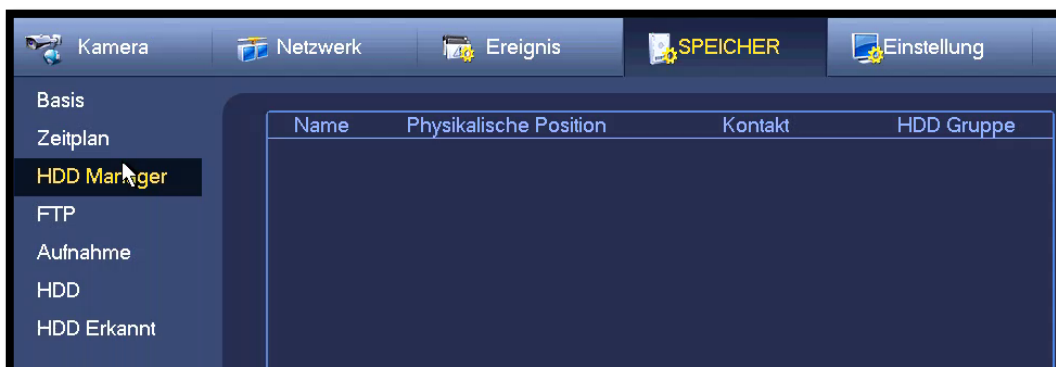 Kamera Netzwerk Ereignis SPEICHER Einstellung
Basis
Name Physikalische Position Kontakt HDD Gruppe
Zeitplan
HDD Manager
FTP
Aufnahme
HDD
HDD Erkannt